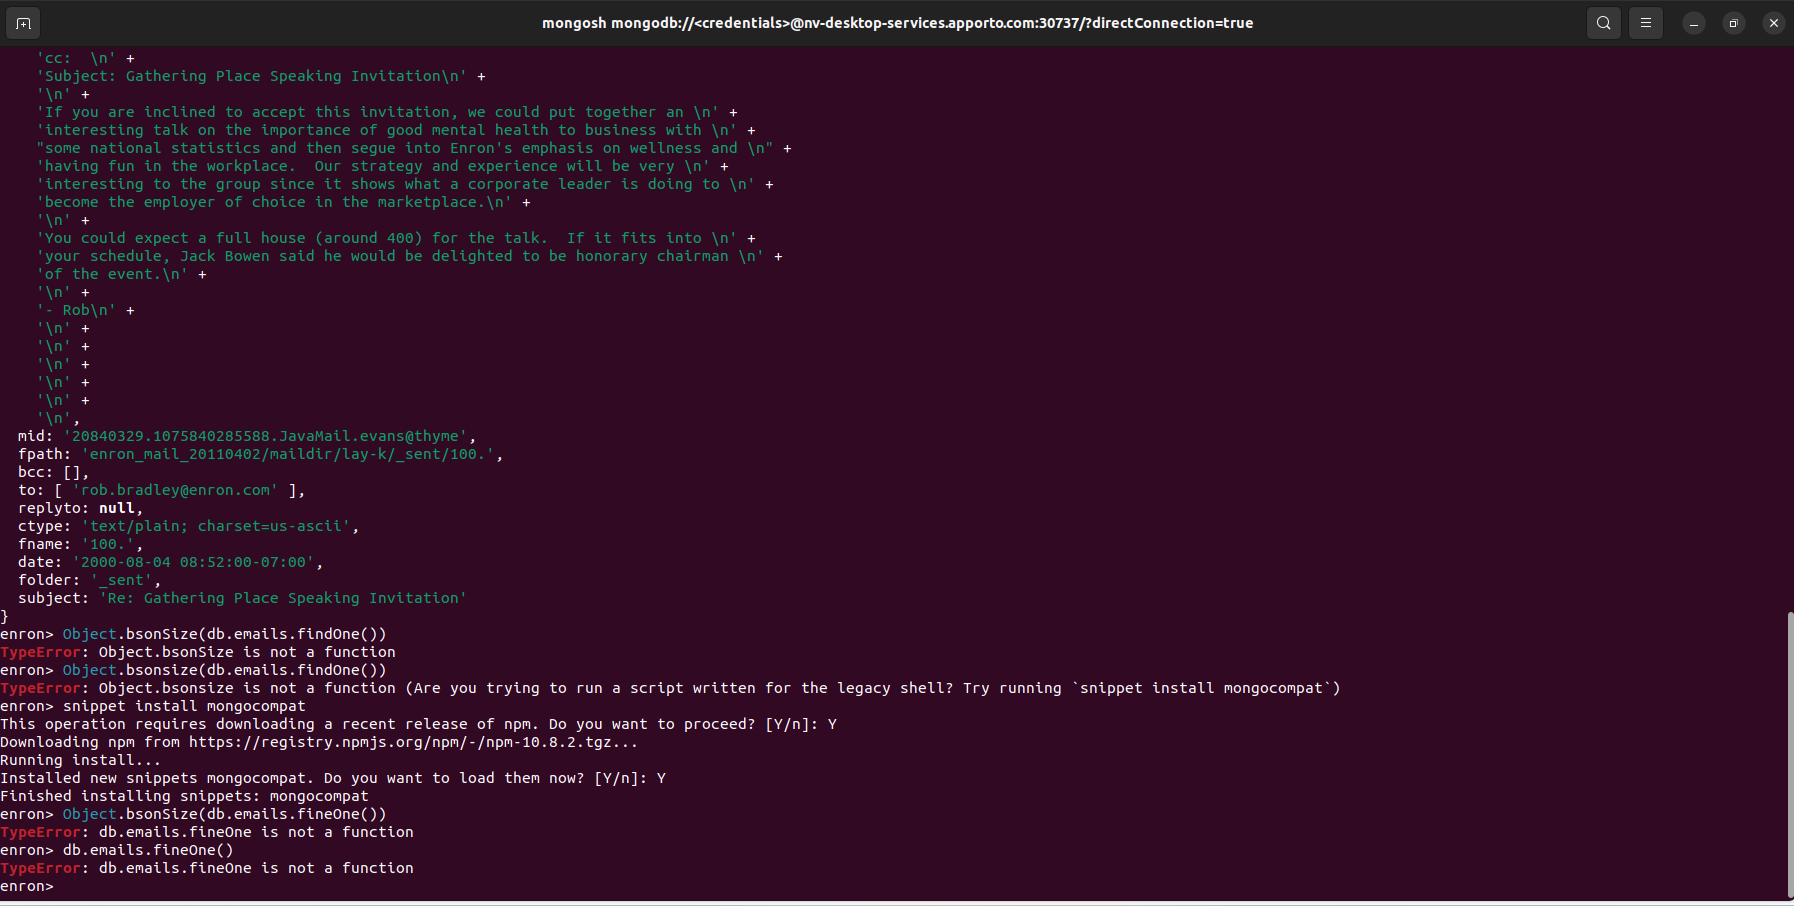 mongosh mongodb://<credentials>@nv-desktop-services.apporto.com:30737/?directConnection=true
'cc:  \n' +
'Subject: Gathering Place Speaking Invitation\n' +
'\n' +
'If you are inclined to accept this invitation, we could put together an \n' +
'interesting talk on the importance of good mental health to business with \n' +
"some national statistics and then segue into Enron's emphasis on wellness and \n" +
'having fun in the workplace.  Our strategy and experience will be very \n' +
'interesting to the group since it shows what a corporate leader is doing to \n' +
'become the employer of choice in the marketplace.\n' +
'\n' +
'You could expect a full house (around 400) for the talk.  If it fits into \n' +
'your schedule, Jack Bowen said he would be delighted to be honorary chairman \n' +
'of the event.\n' +
'\n' +
'- Rob\n' +
'\n' +
'\n' +
'\n' +
'\n' +
'\n' +
'\n',
mid: '20840329.1075840285588.JavaMail.evans@thyme',
fpath: 'enron_mail_20110402/maildir/lay-k/_sent/100.',
bcc: [],
to: [ 'rob.bradley@enron.com' ],
replyto: null,
ctype: 'text/plain; charset=us-ascii',
fname: '100.',
date: '2000-08-04 08:52:00-07:00',
folder: '_sent',
subject: 'Re: Gathering Place Speaking Invitation'
}
enron> Object.bsonSize(db.emails.findOne())
TypeError: Object.bsonSize is not a function
enron> Object.bsonsize(db.emails.findOne())
TypeError: Object.bsonsize is not a function (Are you trying to run a script written for the legacy shell? Try running `snippet install mongocompat`)
enron> snippet install mongocompat
This operation requires downloading a recent release of npm. Do you want to proceed? [Y/n]: Y
Downloading npm from https://registry.npmjs.org/npm/-/npm-10.8.2.tgz...
Running install...
Installed new snippets mongocompat. Do you want to load them now? [Y/n]: Y
Finished installing snippets: mongocompat
enron> Object.bsonSize(db.emails.fineOne())
TypeError: db.emails.fineOne is not a function
enron> db.emails.fineOne()
TypeError: db.emails.fineOne is not a function
enron>